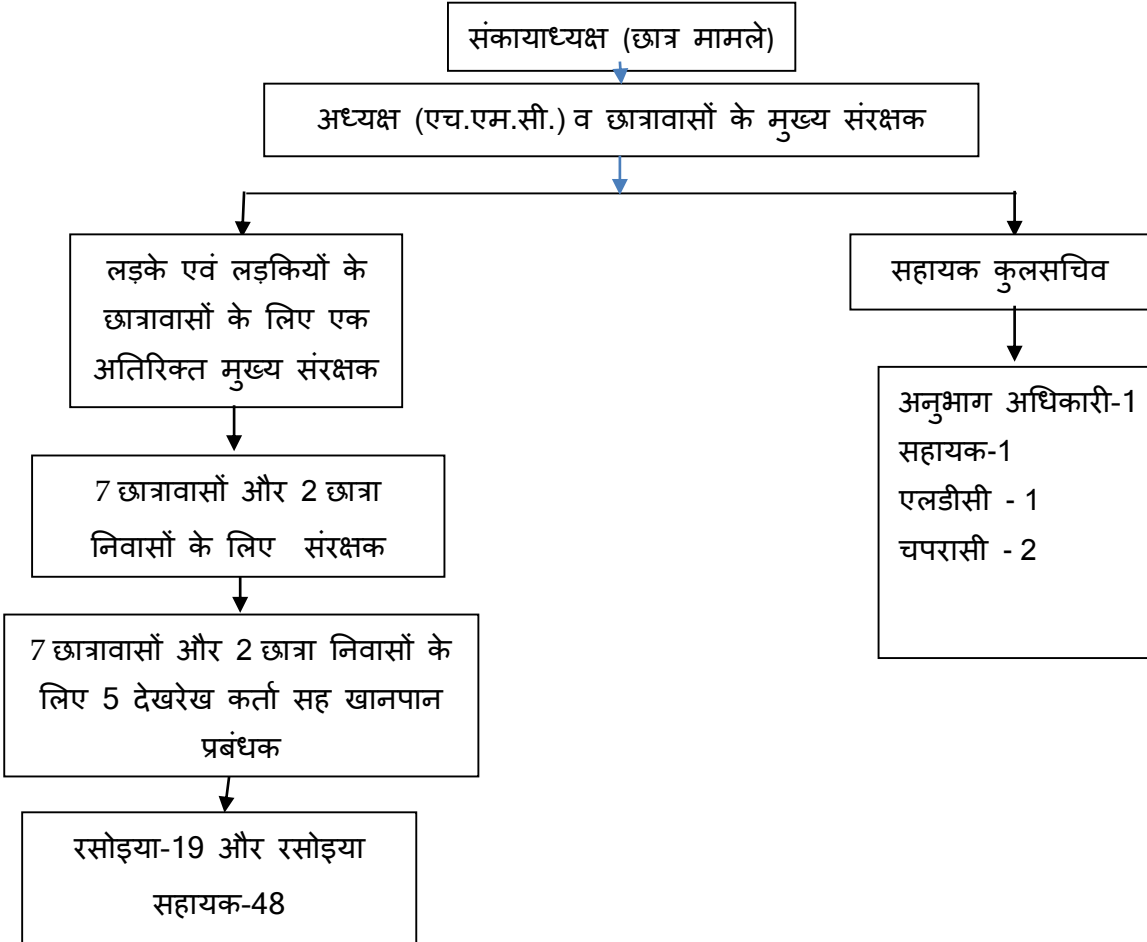 संकायाध्यक्ष (छात्र मामले)
अध्यक्ष (एच.एम.सी.) व छात्रावासों के मुख्य संरक्षक
लड़के एवं लड़कियों के
छात्रावासों के लिए एक
अतिरिक्त मुख्य संरक्षक
7 छात्रावासों और 2 छात्रा
निवासों के लिए संरक्षक
7 छात्रावासों और 2 छात्रा निवासों के
लिए 5 देखरेख कर्ता सह खानपान
प्रबंधक
रसोइया-19 और रसोइया
सहायक-48
सहायक कुलसचिव
अनुभाग अधिकारी-1
सहायक-1
एलडीसी - 1
चपरासी - 2